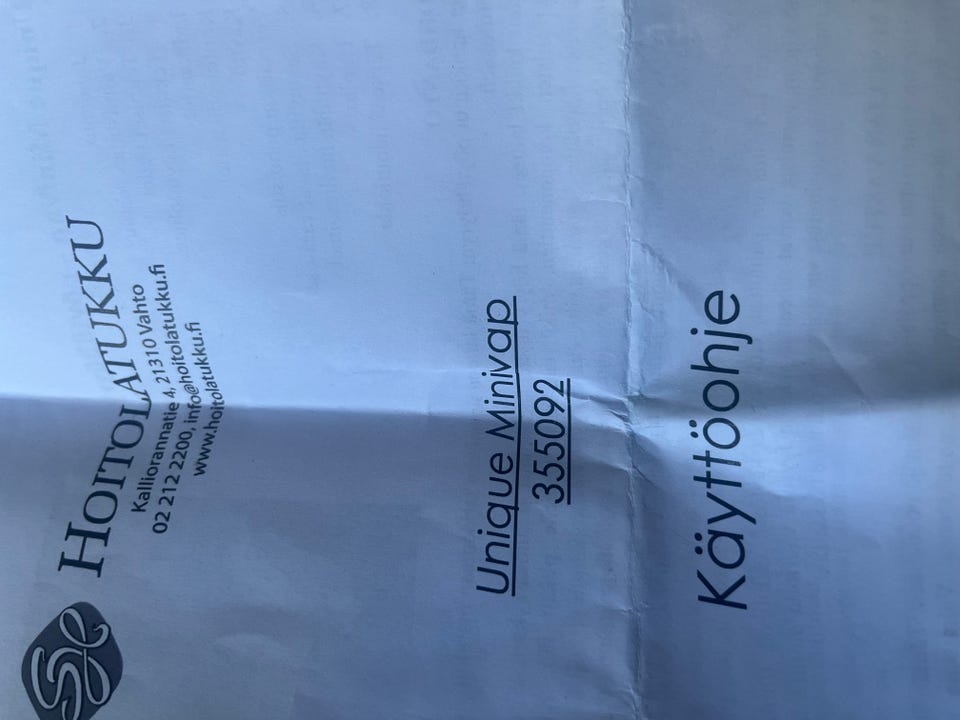 HOITOLATUKKU
Kalliorannatie 4, 21310 Vahto
02 212 2200, info@hoitolatukku.fi
www.hoitolatukku.fi
Unique Minivap
355092
Käyttöohje